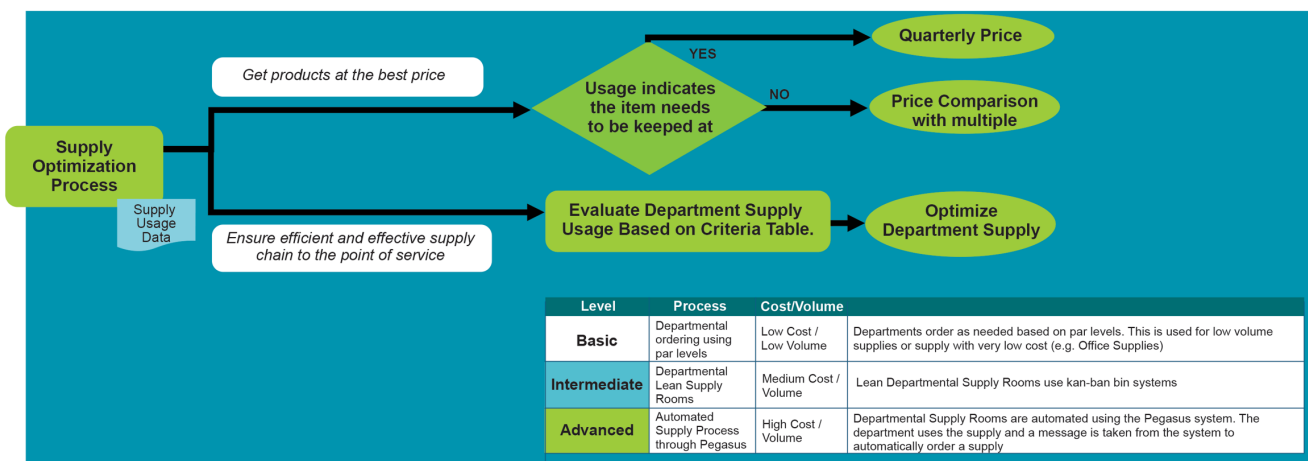 Supply
Optimization
Process
Supply
Usage
Data
Get products at the best price
Ensure efficient and effective supply
chain to the point of service
Usage indicates
the item needs
to be keeped at
YES
NO
Quarterly Price
Price Comparison
with multiple
Evaluate Department Supply
Usage Based on Criteria Table.
Optimize
Department Supply
Level Process Cost/Volume
Basic
Departmental
ordering using
par levels
Low Cost /
Low Volume
Departments order as needed based on par levels. This is used for low volume
supplies or supply with very low cost (e.g. Office Supplies)
Intermediate
Departmental
Lean Supply
Rooms
Medium Cost /
Volume
Lean Departmental Supply Rooms use kan-ban bin systems
Advanced
Automated
Supply Process
through Pegasus
High Cost /
Volume
Departmental Supply Rooms are automated using the Pegasus system. The
department uses the supply and a message is taken from the system to
automatically order a supply